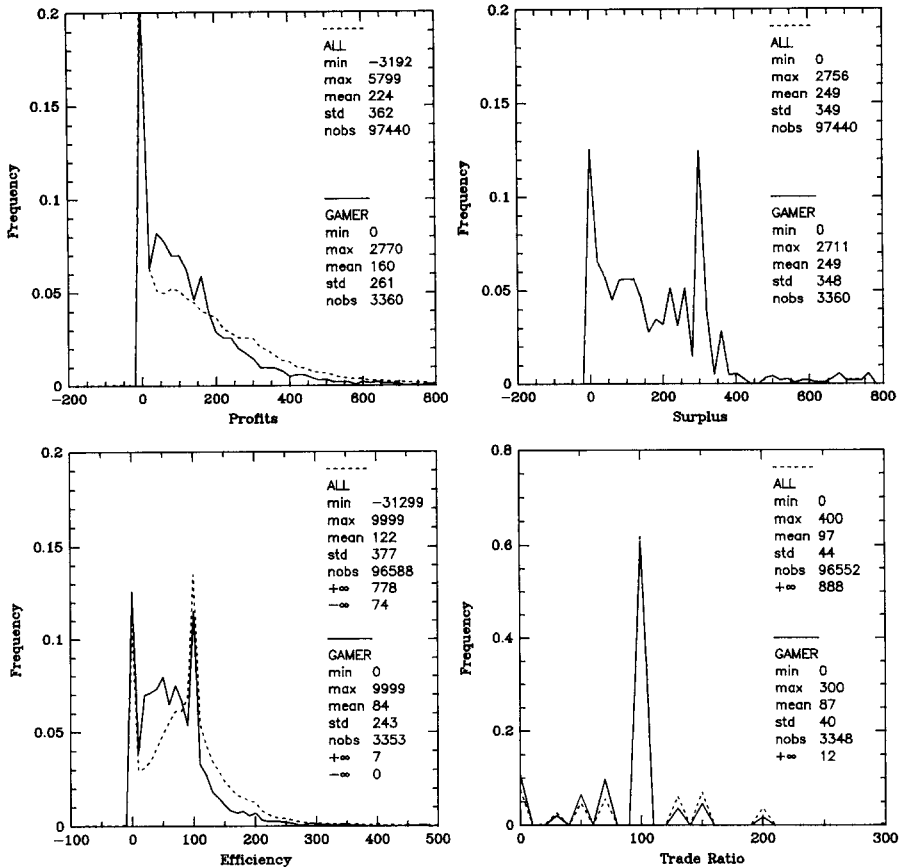 0.2
0.15
0.1
0.05
0
Frequency
-200
0
200
400
600
800
Profits
ALL
min -3192
max 5799
mean 224
std 362
nobs 97440
GAMER
min 0
max 2770
mean 160
std 261
nobs 3360
0.2
0.15
0.1
0.05
0
Frequency
-200
0
200
400
600
800
Surplus
ALL
min 0
max 2756
mean 249
std 349
nobs 97440
GAMER
min 0
max 2711
mean 249
std 348
nobs 3360
0.2
0.15
0.1
0.05
0
Frequency
-100
0
100
200
300
400
500
Efficiency
ALL
min -31299
max 9999
mean 122
std 377
nobs 96588
+∞ 778
-∞ 74
GAMER
min 0
max 9999
mean 84
std 243
nobs 3353
+∞ 7
-∞ 0
0.8
0.6
0.4
0.2
0
Frequency
0
100
200
300
Trade Ratio
ALL
min 0
max 400
mean 97
std 44
nobs 96552
+∞ 888
GAMER
min 0
max 300
mean 87
std 40
nobs 3348
+∞ 12